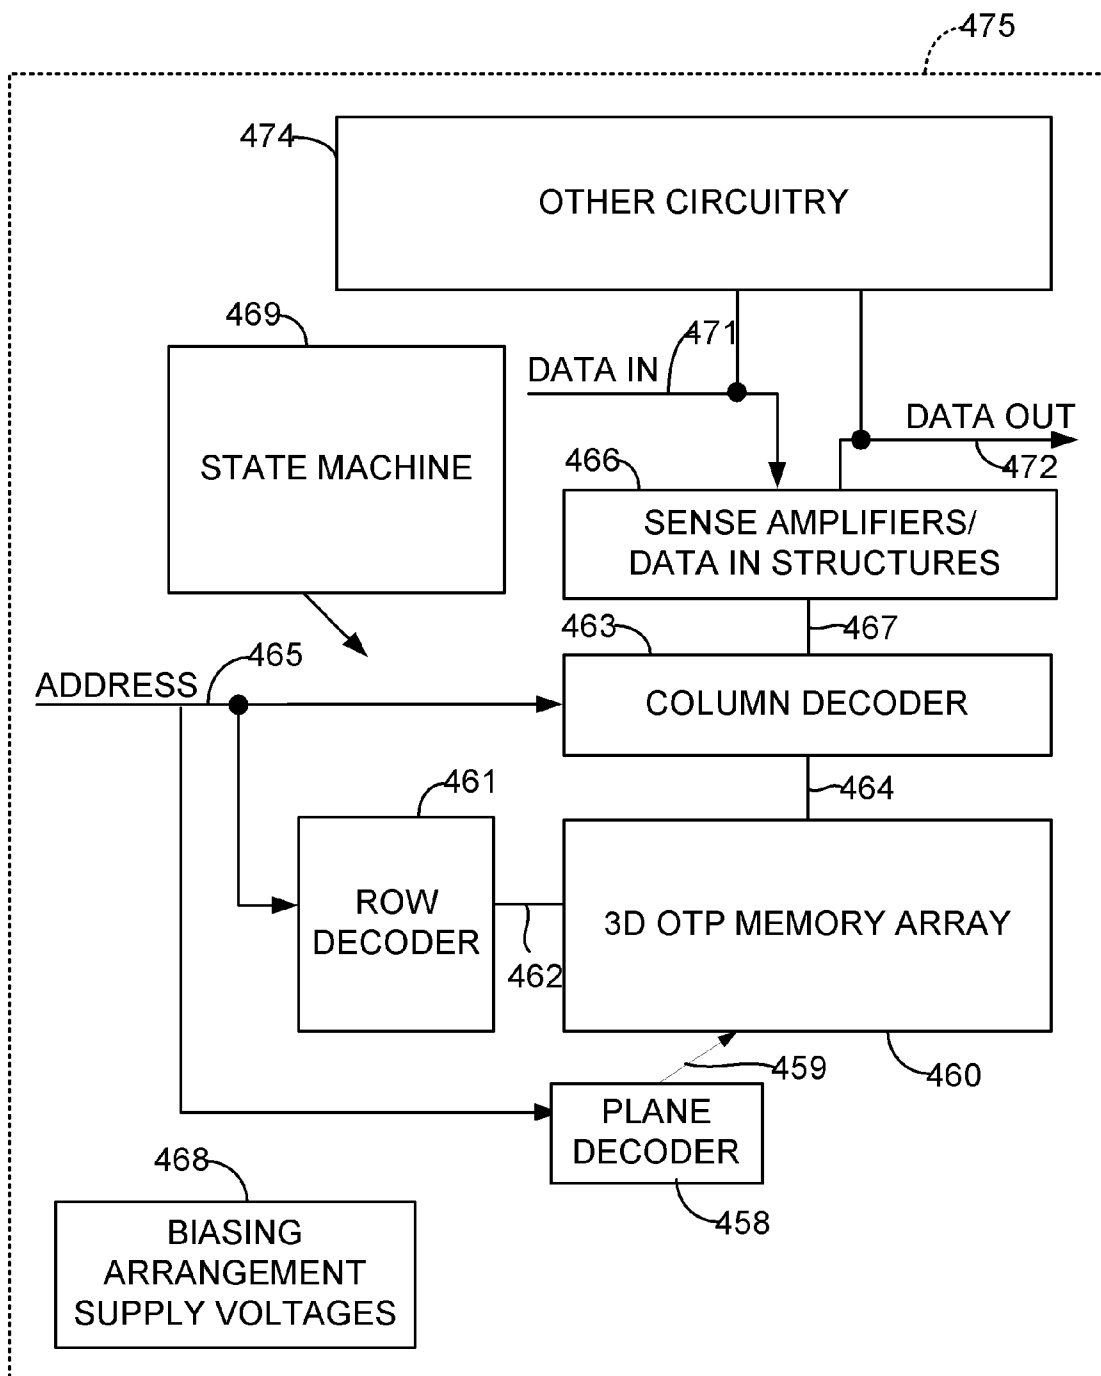 475
474
OTHER CIRCUITRY
469
471
DATA IN
DATA OUT
STATE MACHINE
466
472
SENSE AMPLIFIERS/
DATA IN STRUCTURES
463
467
465
ADDRESS
COLUMN DECODER
461
464
ROW
DECODER
3D OTP MEMORY ARRAY
462
459
460
PLANE
DECODER
468
458
BIASING
ARRANGEMENT
SUPPLY VOLTAGES